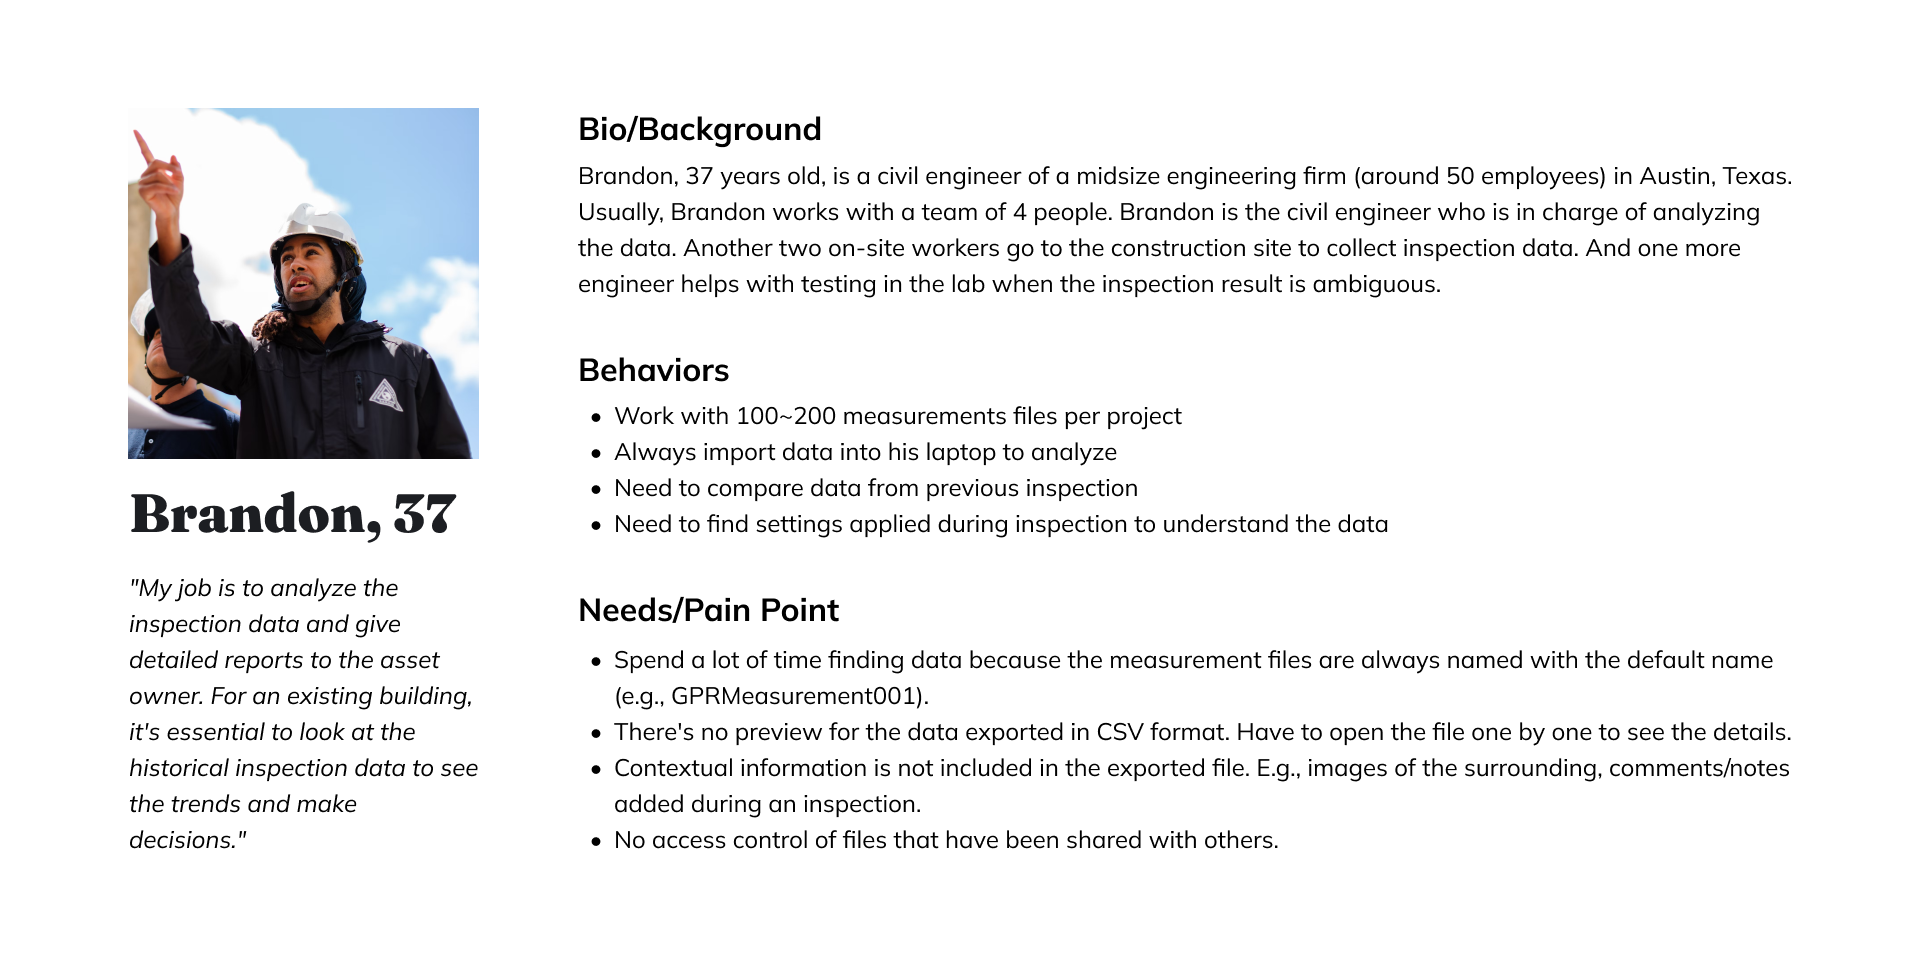 Bio/Background
Brandon, 37 years old, is a civil engineer of a midsize engineering firm (around 50 employees) in Austin, Texas.
Usually, Brandon works with a team of 4 people. Brandon is the civil engineer who is in charge of analyzing
the data. Another two on-site workers go to the construction site to collect inspection data. And one more
engineer helps with testing in the lab when the inspection result is ambiguous.
Behaviors
• Work with 100~200 measurements files per project
• Always import data into his laptop to analyze
• Need to compare data from previous inspection
• Need to find settings applied during inspection to understand the data
Brandon, 37
"My job is to analyze the
inspection data and give
detailed reports to the asset
owner. For an existing building,
it's essential to look at the
historical inspection data to see
the trends and make
decisions."
Needs/Pain Point
• Spend a lot of time finding data because the measurement files are always named with the default name
(e.g., GPRMeasurement001).
• There's no preview for the data exported in CSV format. Have to open the file one by one to see the details.
• Contextual information is not included in the exported file. E.g., images of the surrounding, comments/notes
added during an inspection.
• No access control of files that have been shared with others.